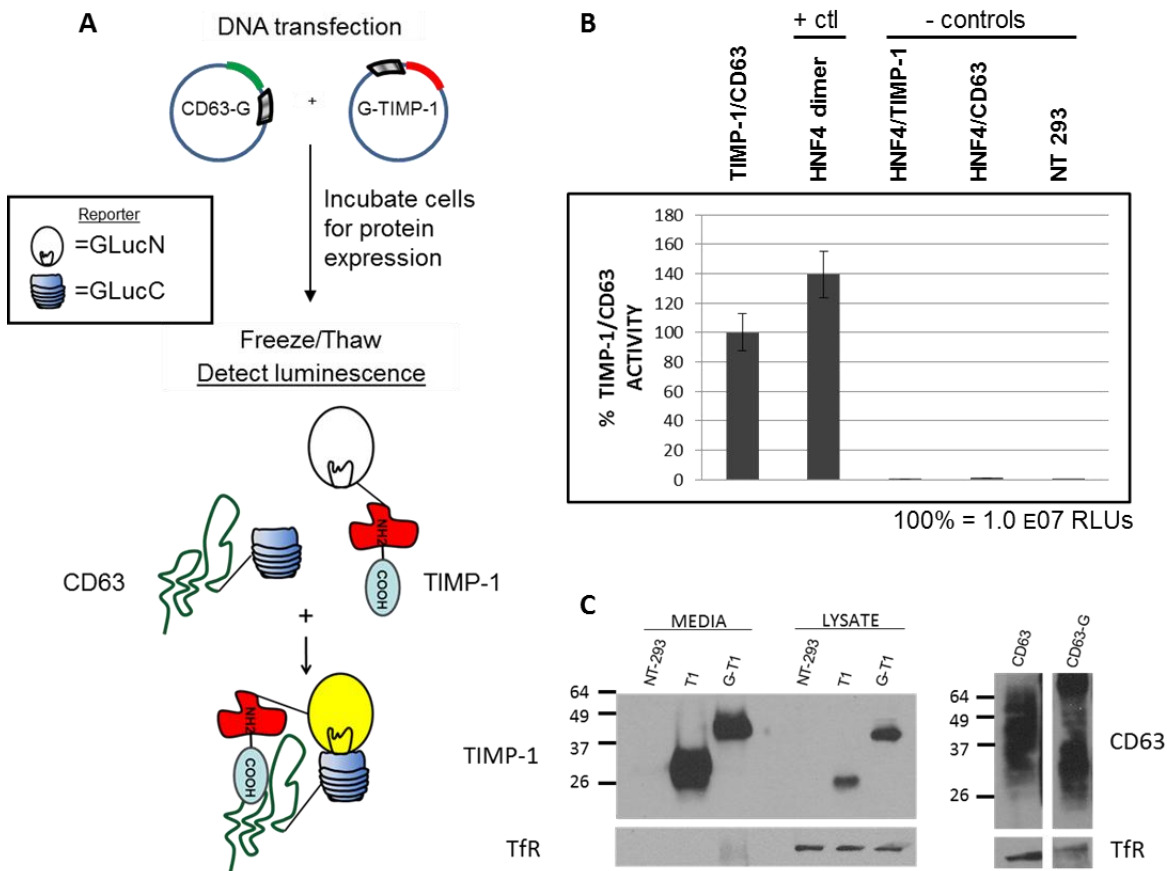 A
DNA transfection
CD63-G
+
G-TIMP-1
Incubate cells
for protein
expression
Reporter
=GLucN
=GLucC
Freeze/Thaw
Detect luminescence
CD63
NH2
COOH
TIMP-1
+
NH2
COOH
B
+ ctl
- controls
TIMP-1/CD63
HNF4 dimer
HNF4/TIMP-1
HNF4/CD63
NT 293
% TIMP-1/CD63
ACTIVITY
180
160
140
120
100
80
60
40
20
0
100% = 1.0 E07 RLUs
C
MEDIA
LYSATE
NT-293
T1
G-T1
NT-293
T1
G-T1
CD63
CD63-G
64
49
37
26
TIMP-1
TfR
64
49
37
26
CD63
TfR